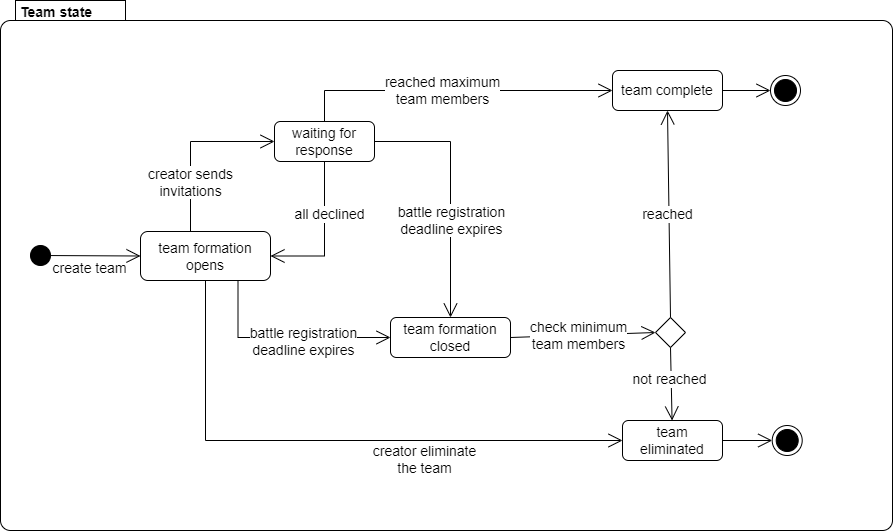 Team state
reached maximum
team members
team complete
waiting for
response
creator sends
invitations
all declined
battle registration
deadline expires
reached
team formation
opens
create team
battle registration
deadline expires
team formation
closed
check minimum
team members
not reached
team
eliminated
creator eliminate
the team